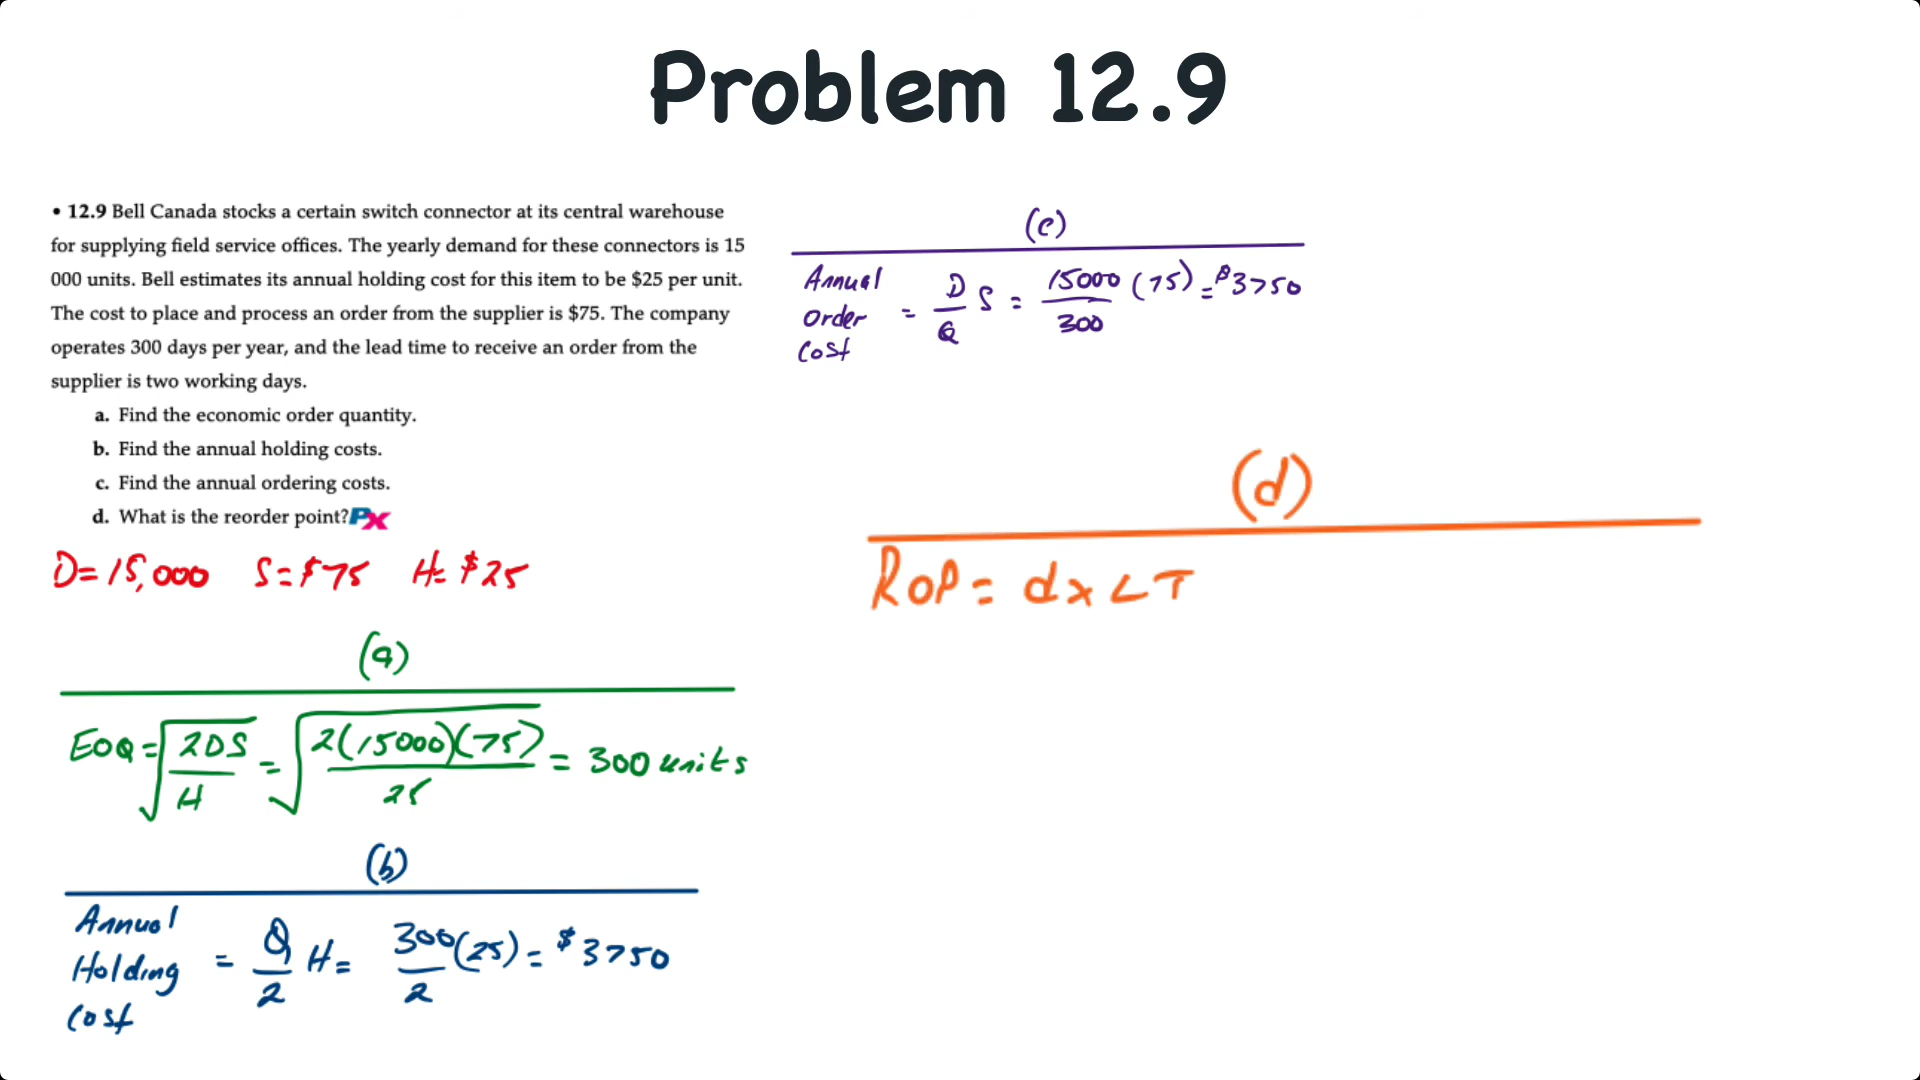 Problem 12.9
• 12.9 Bell Canada stocks a certain switch connector at its central warehouse
for supplying field service offices. The yearly demand for these connectors is 15
000 units. Bell estimates its annual holding cost for this item to be $25 per unit.
The cost to place and process an order from the supplier is $75. The company
operates 300 days per year, and the lead time to receive an order from the
supplier is two working days.
a. Find the economic order quantity.
b. Find the annual holding costs.
c. Find the annual ordering costs.
d. What is the reorder point? PX
D=15,000 S=$75 H=$25
(a)
EOQ=√2DS/H = √2(15000)(75)/25 = 300 units
(b)
Annual
Holding
Cost
= Q/2 H = 300/2 (25) = $3750
(c)
Annual
Order
Cost
= D/Q S = 15000/300 (75) = $3750
(d)
ROP = d x LT